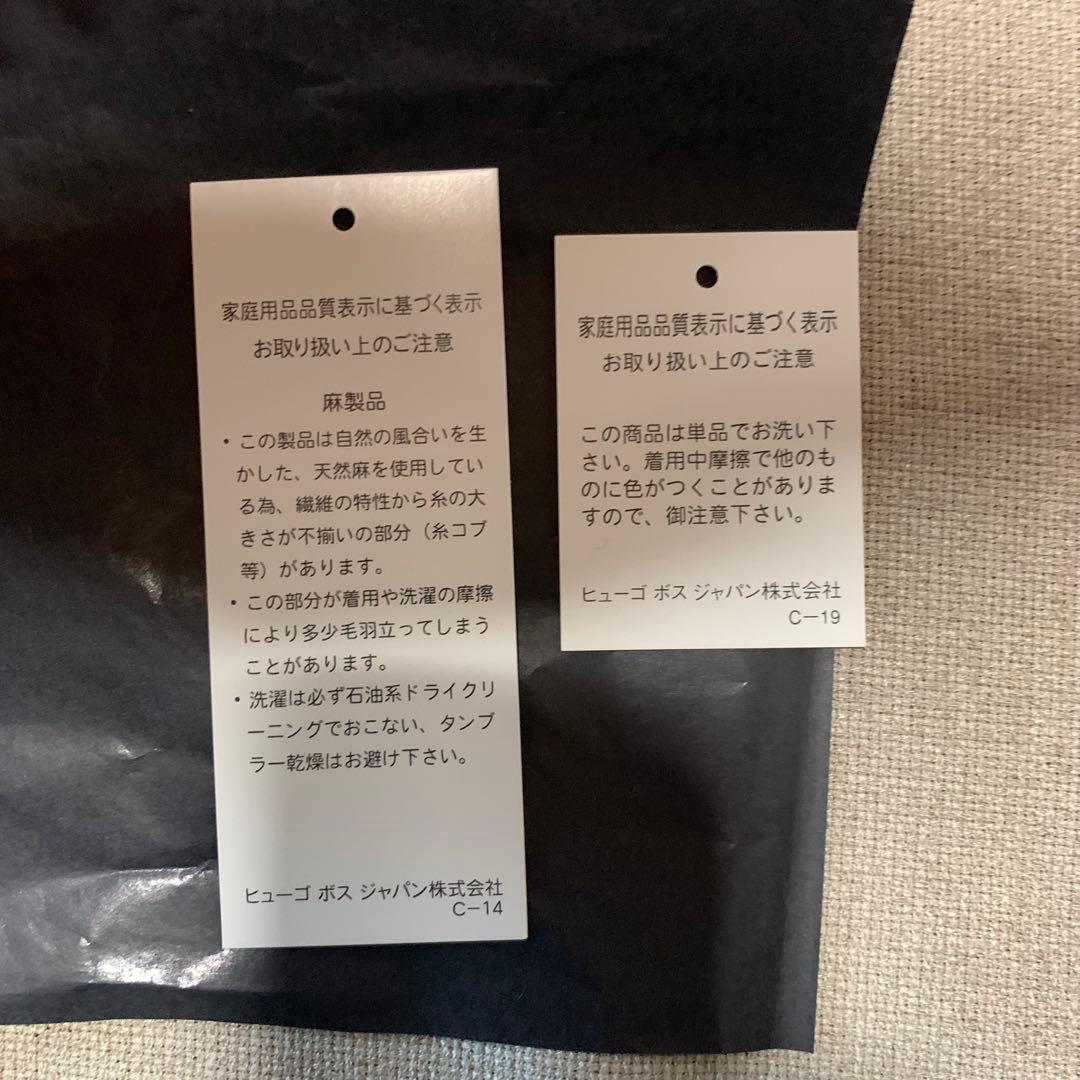 家庭用品品質表示に基づく表示
お取り扱い上のご注意
麻製品
・この製品は自然の風合いを生
かした、天然麻を使用してい
る為、繊維の特性から糸の大
きさが不揃いの部分（糸コブ
等）があります。
・この部分が着用や洗濯の摩擦
により多少毛羽立ってしまう
ことがあります。
・洗濯は必ず石油系ドライクリ
ーニングでおこない、タンブ
ラー乾燥はお避け下さい。
ヒューゴ ボス ジャパン株式会社
C-14
家庭用品品質表示に基づく表示
お取り扱い上のご注意
この商品は単品でお洗い下
さい。着用中摩擦で他のも
のに色がつくことがありま
すので、御注意下さい。
ヒューゴ ボス ジャパン株式会社
C-19